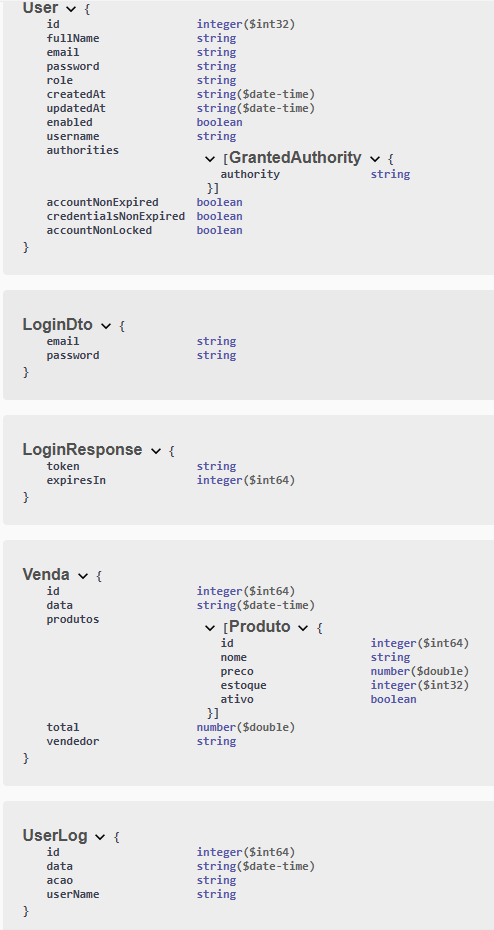 User {
id integer($int32)
fullName string
email string
password string
role string
createdAt string($date-time)
updatedAt string($date-time)
enabled boolean
username string
authorities
[GrantedAuthority {
authority string
}]
accountNonExpired boolean
credentialsNonExpired boolean
accountNonLocked boolean
}
LoginDto {
email string
password string
}
LoginResponse {
token string
expiresIn integer($int64)
}
Venda {
id integer($int64)
data string($date-time)
produtos
[Produto {
id integer($int64)
nome string
preco number($double)
estoque integer($int32)
ativo boolean
}]
total number($double)
vendedor string
}
UserLog {
id integer($int64)
data string($date-time)
acao string
userName string
}